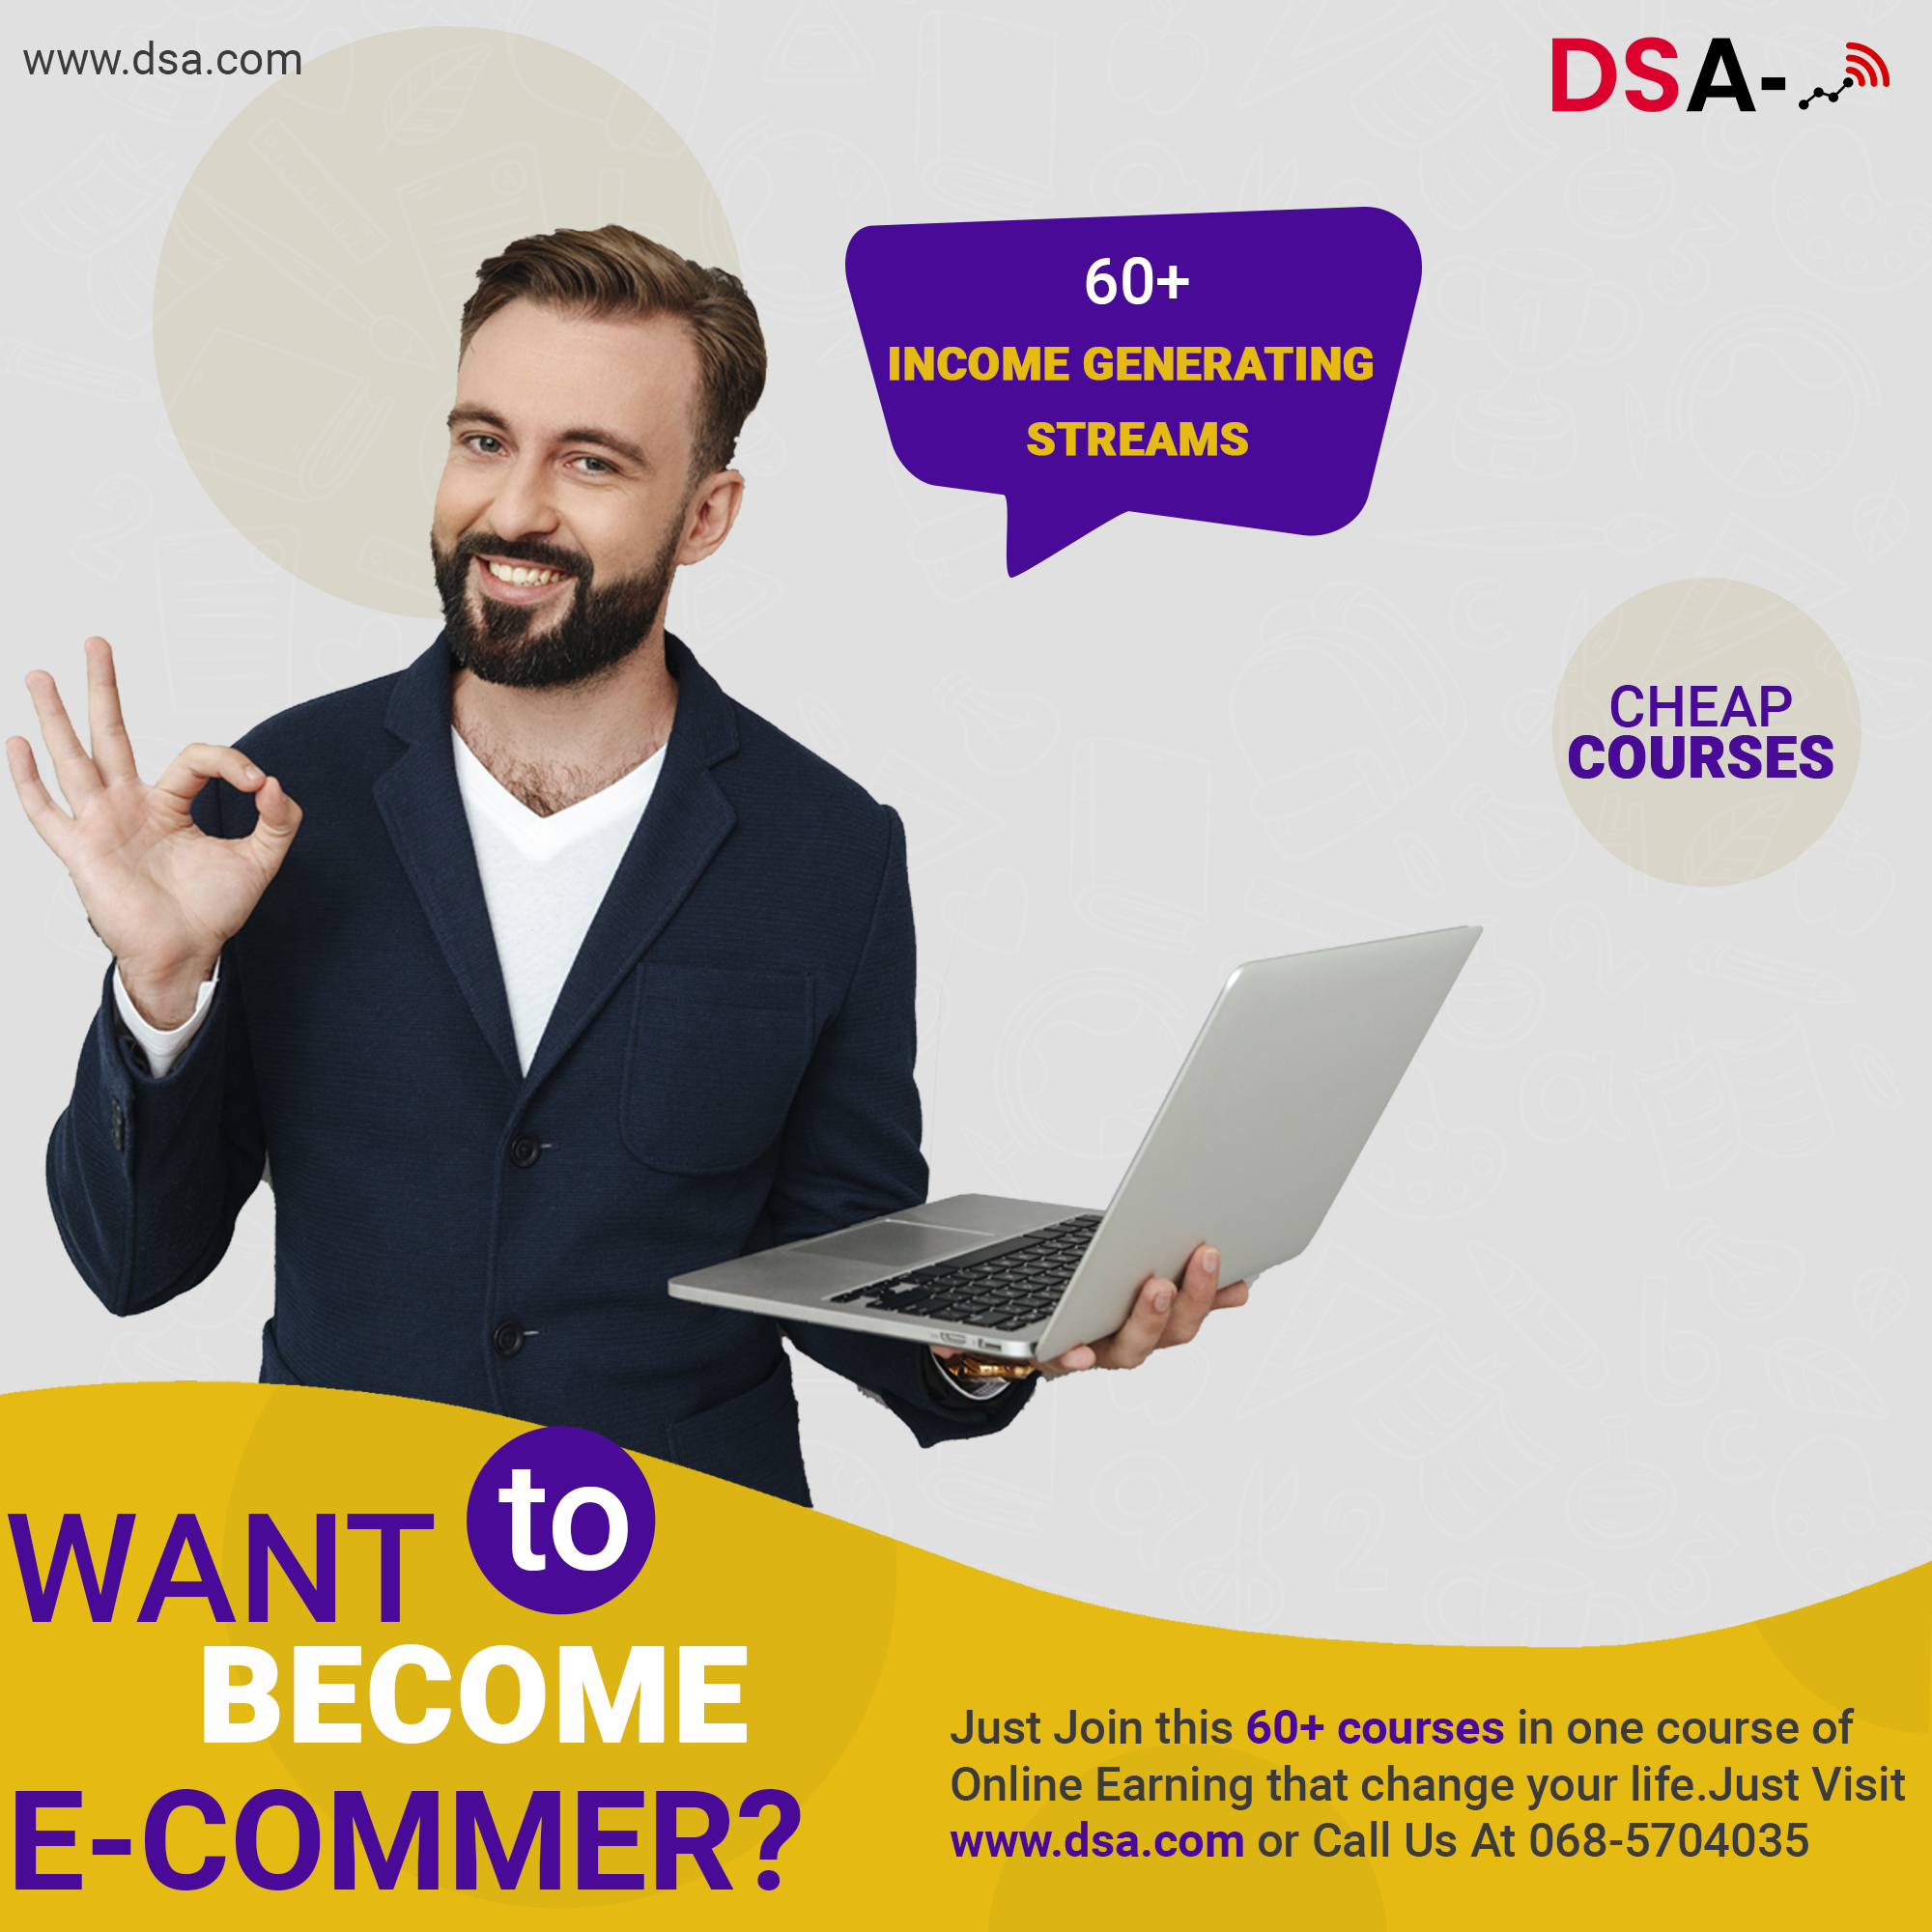 www.dsa.com
DSA-
60+
INCOME GENERATING
STREAMS
CHEAP
COURSES
WANT to
BECOME
E-COMMER?
Just Join this 60+ courses in one course of
Online Earning that change your life.Just Visit
www.dsa.com or Call Us At 068-5704035